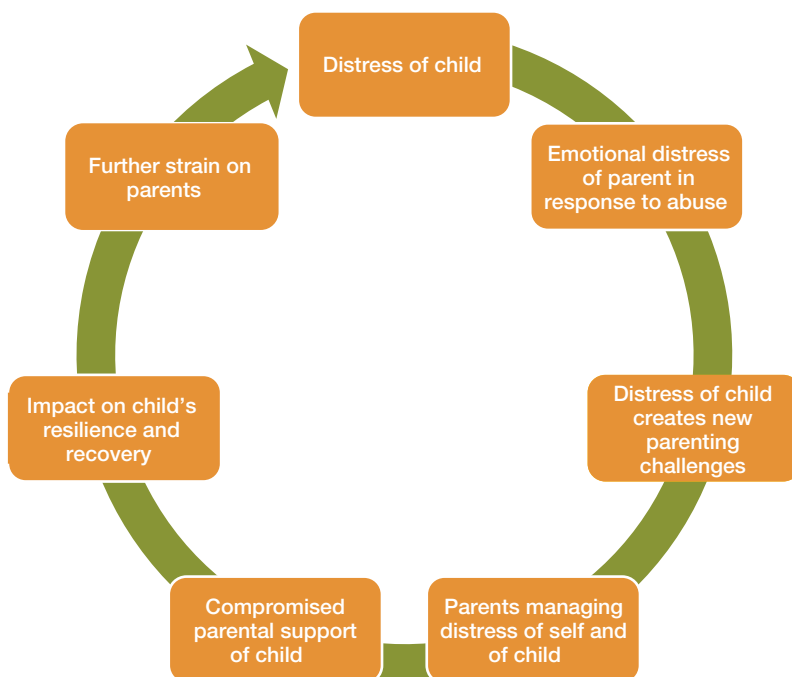 Distress of child
Emotional distress
of parent in
response to abuse
Distress of child
creates new
parenting
challenges
Parents managing
distress of self and
of child
Compromised
parental support
of child
Impact on child’s
resilience and
recovery
Further strain on
parents